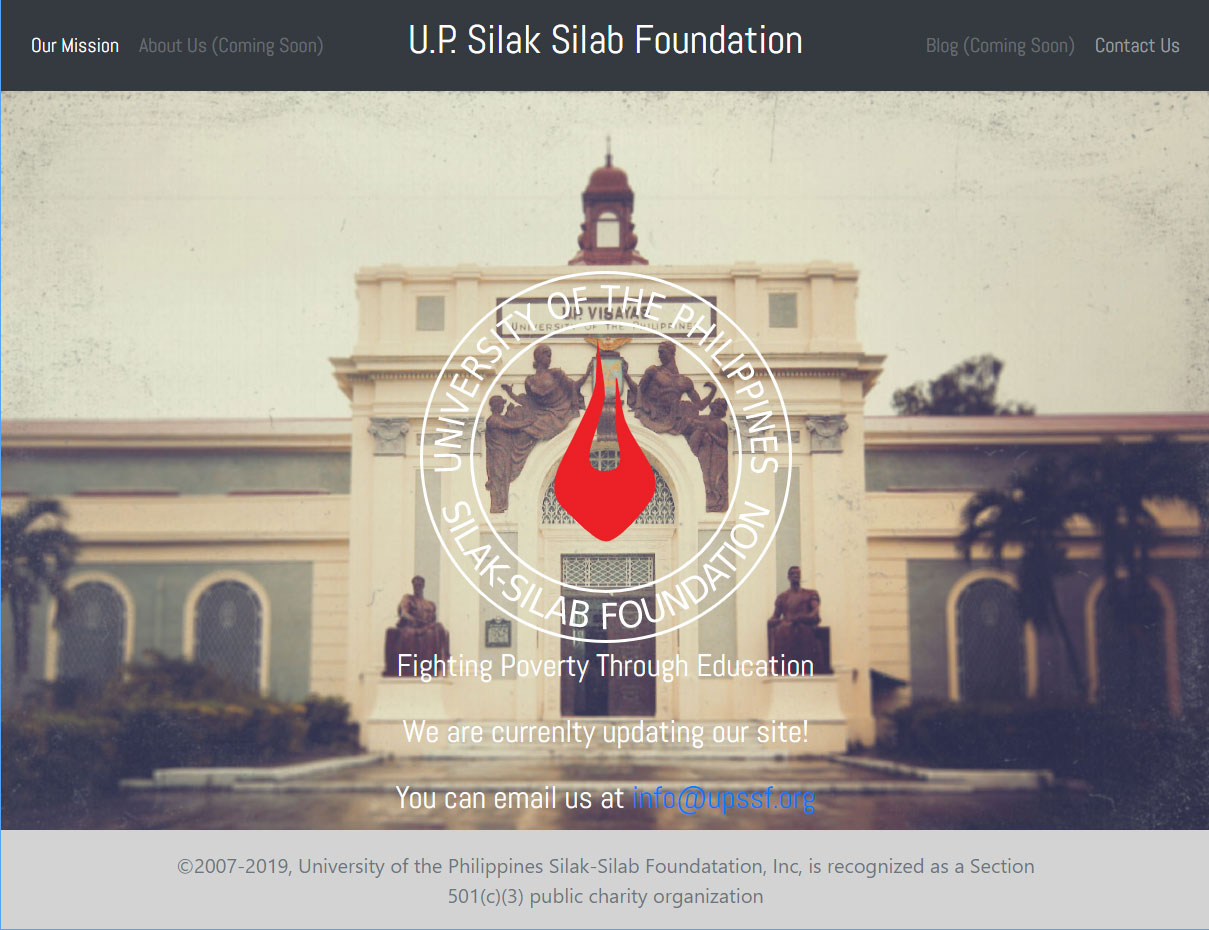 Our Mission About Us (Coming Soon) U.P. Silak Silab Foundation Blog (Coming Soon) Contact Us
U.P. VISAYAS
UNIVERSITY OF THE PHILIPPINES
UNIVERSITY OF THE PHILIPPINES
SILAK-SILAB FOUNDATION
Fighting Poverty Through Education
We are currenlty updating our site!
You can email us at info@upssf.org
©2007-2019, University of the Philippines Silak-Silab Foundatation, Inc, is recognized as a Section
501(c)(3) public charity organization